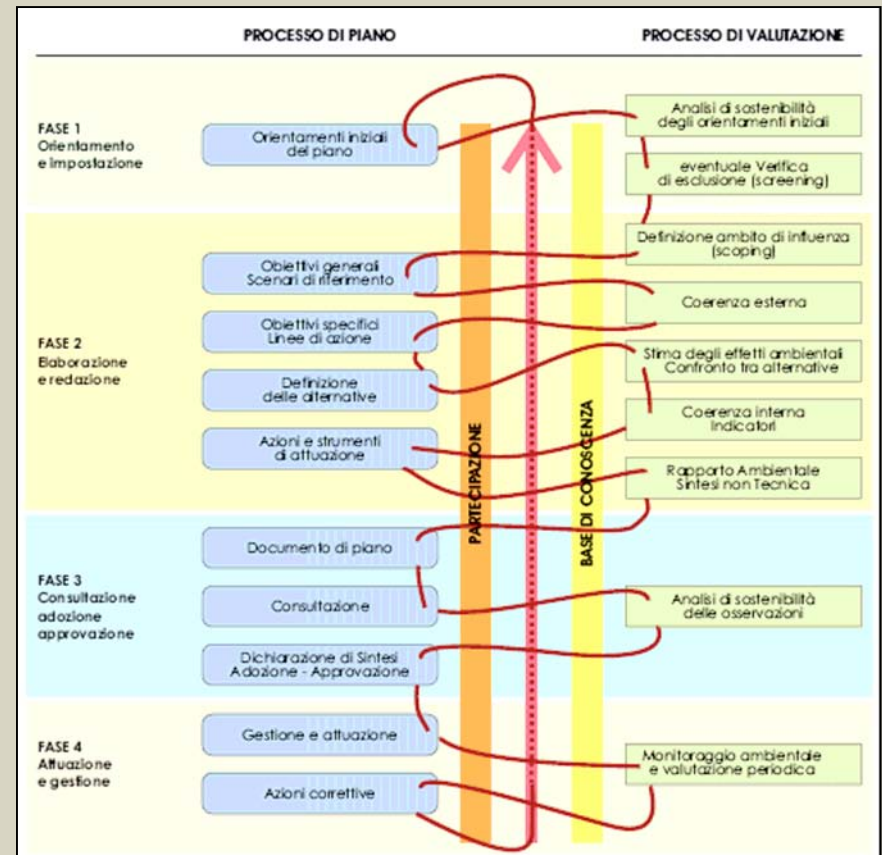 PROCESSO DI PIANO
PROCESSO DI VALUTAZIONE
FASE 1
Orientamento
e impostazione
Orientamenti iniziali
del piano
Analisi di sostenibilità
degli orientamenti iniziali
eventuale Verifica
di esclusione (screening)
FASE 2
Elaborazione
e redazione
Obiettivi generali
Scenari di riferimento
Obiettivi specifici
Linee di azione
Definizione
delle alternative
Azioni e strumenti
di attuazione
Definizione ambito di influenza
(scoping)
Coerenza esterna
Stima degli effetti ambientali
Confronto tra alternative
Coerenza interna
Indicatori
Rapporto Ambientale
Sintesi non Tecnica
PARTECIPAZIONE
BASE DI CONOSCENZA
FASE 3
Consultazione
adozione
approvazione
Documento di piano
Consultazione
Dichiarazione di Sintesi
Adozione - Approvazione
Analisi di sostenibilità
delle osservazioni
FASE 4
Attuazione
e gestione
Gestione e attuazione
Azioni correttive
Monitoraggio ambientale
e valutazione periodica